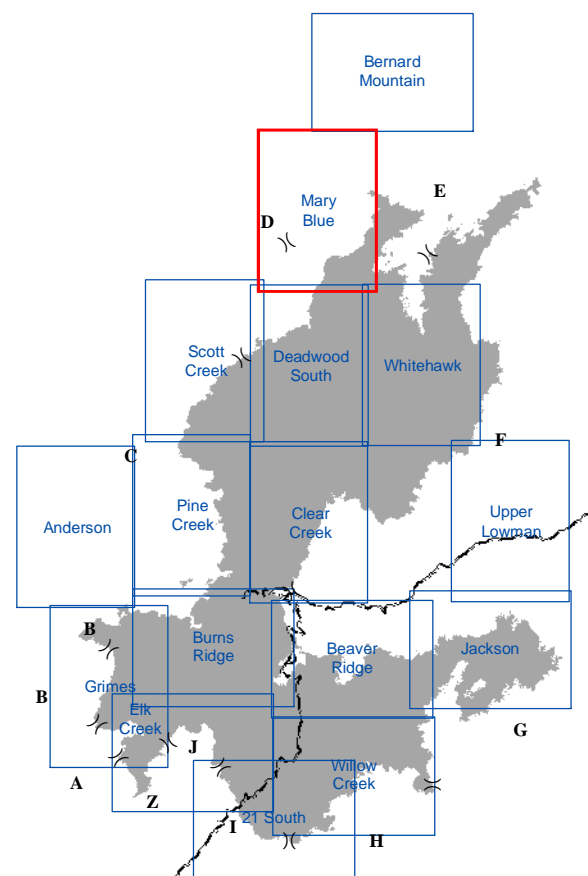 Bernard
Mountain
E
Mary
Blue
D
Scott
Creek
Deadwood
South
Whitehawk
F
C
Pine
Creek
Clear
Creek
Upper
Lowman
Anderson
B
Burns
Ridge
Beaver
Ridge
Jackson
B
Grimes
Elk
Creek
G
J
Willow
Creek
A
Z
I
21 South
H